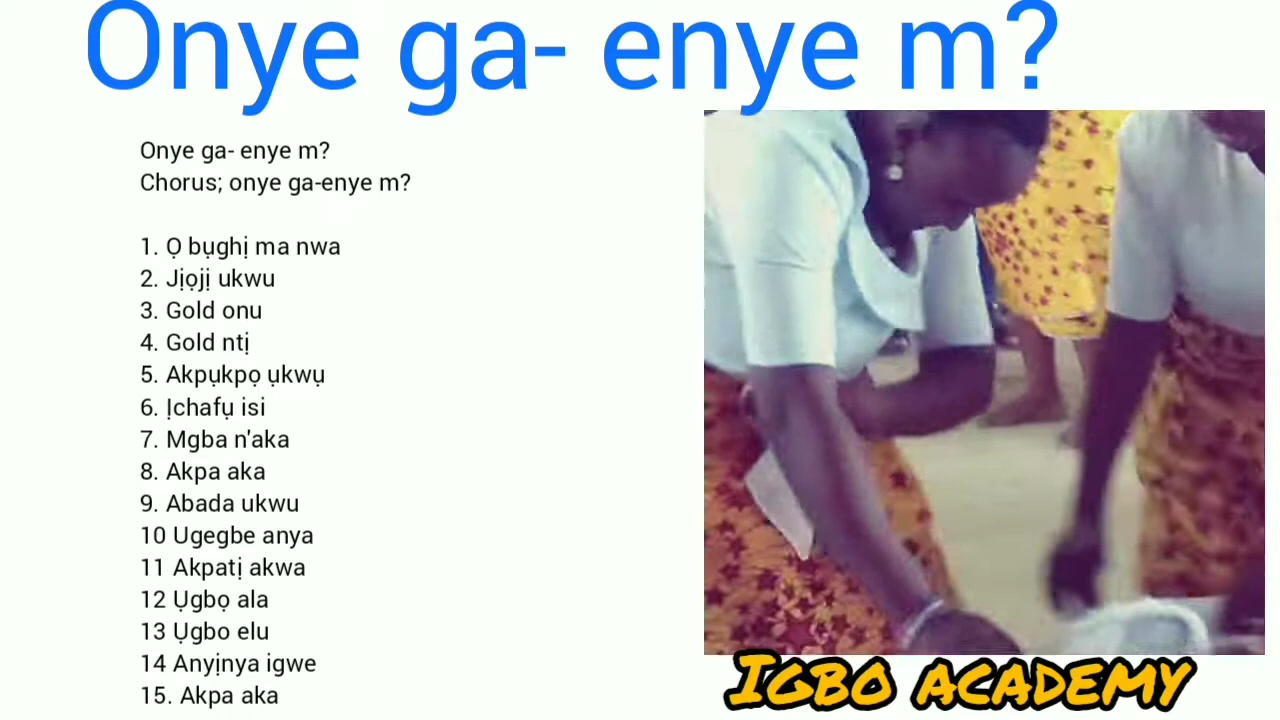 Onye ga- enye m?
Onye ga- enye m?
Chorus; onye ga-enye m?
1. Ọ bụghị ma nwa
2. Jịọjị ukwu
3. Gold onu
4. Gold ntị
5. Akpụkpọ ụkwụ
6. Ịchafụ isi
7. Mgba n'aka
8. Akpa aka
9. Abada ukwu
10 Ugegbe anya
11 Akpatị akwa
12 Ụgbọ ala
13 Ụgbo elu
14 Anyịnya igwe
15. Akpa aka
IGBO ACADEMY